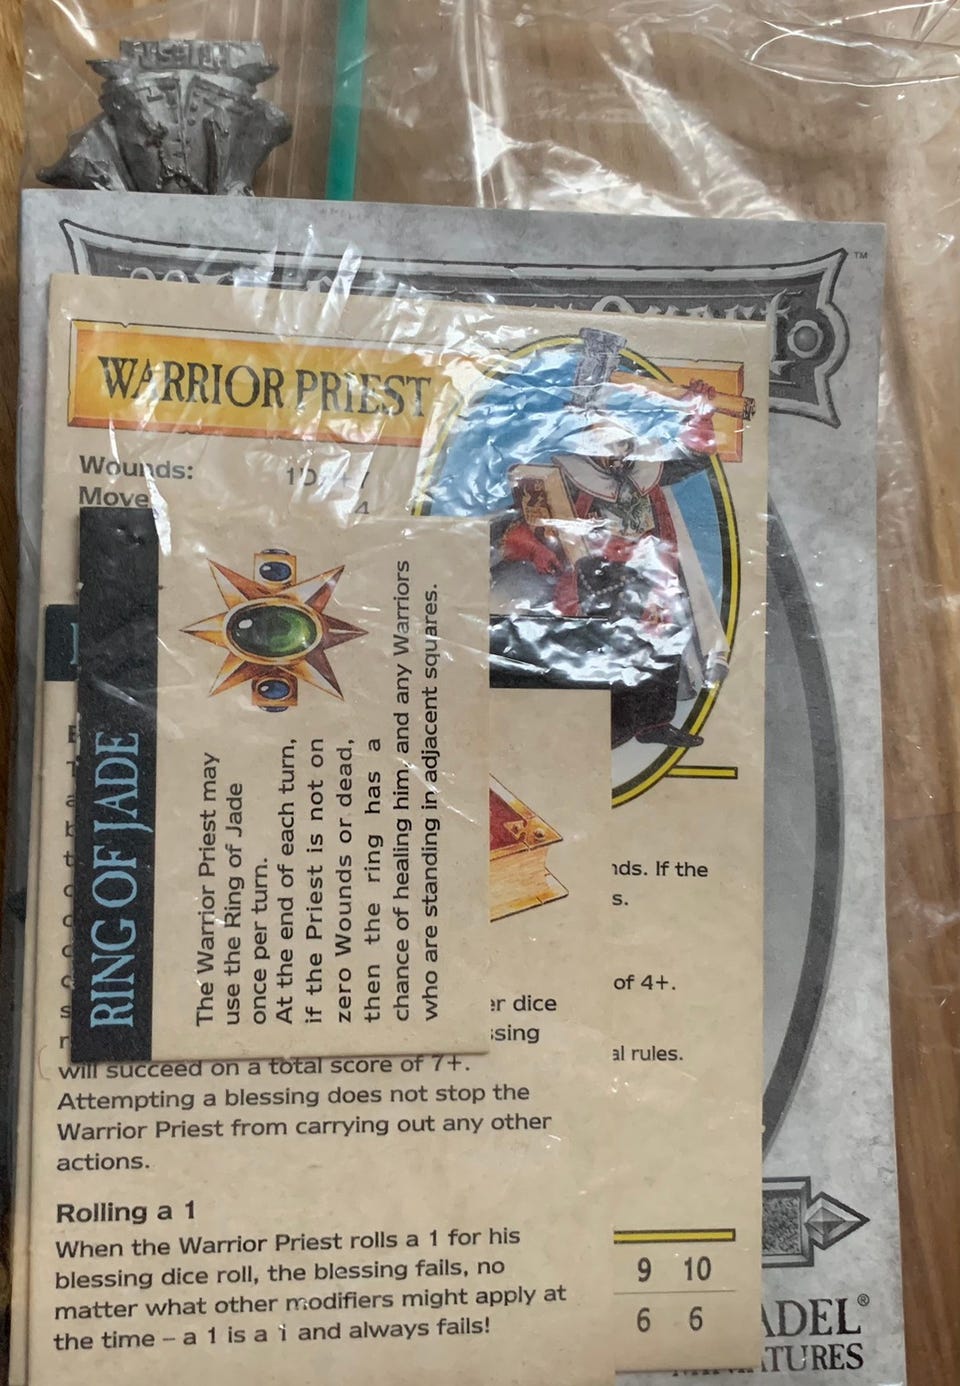 ™
Quest
WARRIOR PRIEST
Wounds:
Move
4
RING OF JADE
The Warrior Priest may
use the Ring of Jade
once per turn.
At the end of each turn,
if the Priest is not on
zero Wounds or dead,
then the ring has a
chance of healing him and any Warriors
who are standing in adjacent squares.
nds. If the
s.
of 4+.
er dice
ssing
al rules.
will succeed on a total score of 7+.
Attempting a blessing does not stop the
Warrior Priest from carrying out any other
actions.
Rolling a 1
When the Warrior Priest rolls a 1 for his
blessing dice roll, the blessing fails, no
matter what other modifiers might apply at
the time – a 1 is a 1 and always fails!
9 10
6 6
ADEL®
ATURES